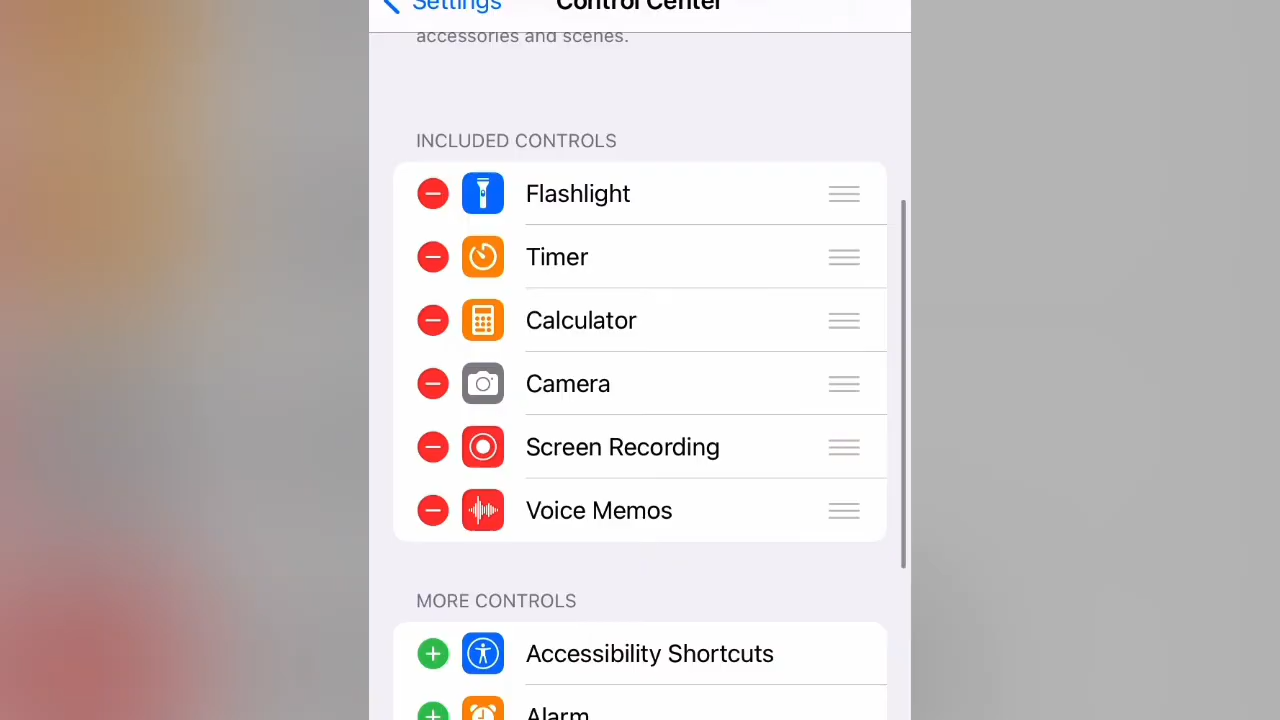 Settings
Control Center
accessories and scenes.
INCLUDED CONTROLS
Flashlight
Timer
Calculator
Camera
Screen Recording
Voice Memos
MORE CONTROLS
Accessibility Shortcuts
Alarm